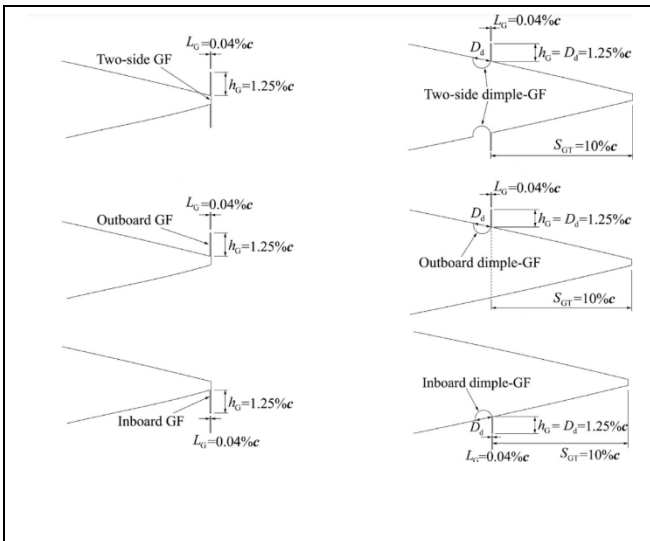 L_G=0.04%c
Two-side GF
h_G=1.25%c
L_G=0.04%c
D_d
h_G= D_d=1.25%c
Two-side dimple-GF
S_GT=10%c
L_G=0.04%c
Outboard GF
h_G=1.25%c
L_G=0.04%c
D_d
h_G= D_d=1.25%c
Outboard dimple-GF
S_GT=10%c
h_G=1.25%c
Inboard GF
L_G=0.04%c
Inboard dimple-GF
D_d
h_G= D_d=1.25%c
L_G=0.04%c
S_GT=10%c